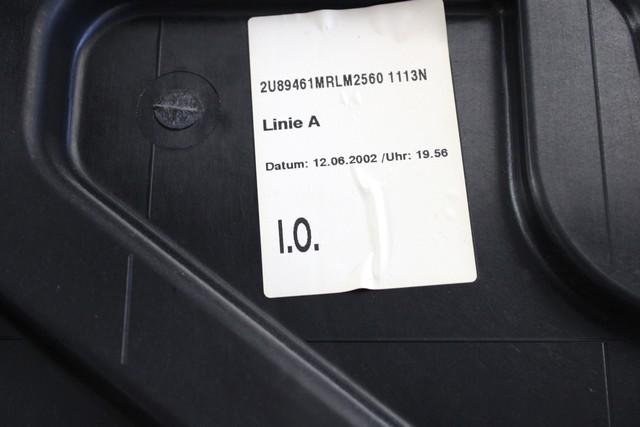 2U89461MRLM2560 1113N
Linie A
Datum: 12.06.2002 /Uhr: 19.56
I.O.